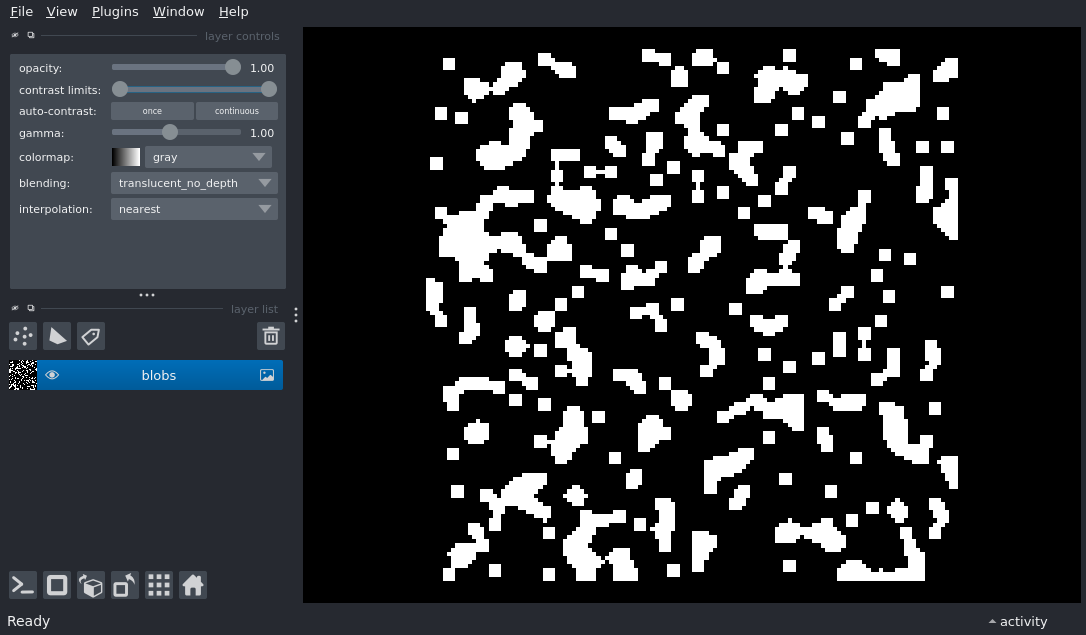 File View Plugins Window Help
layer controls
opacity: 1.00
contrast limits:
auto-contrast: once continuous
gamma: 1.00
colormap: gray
blending: translucent_no_depth
interpolation: nearest
layer list
blobs
Ready activity